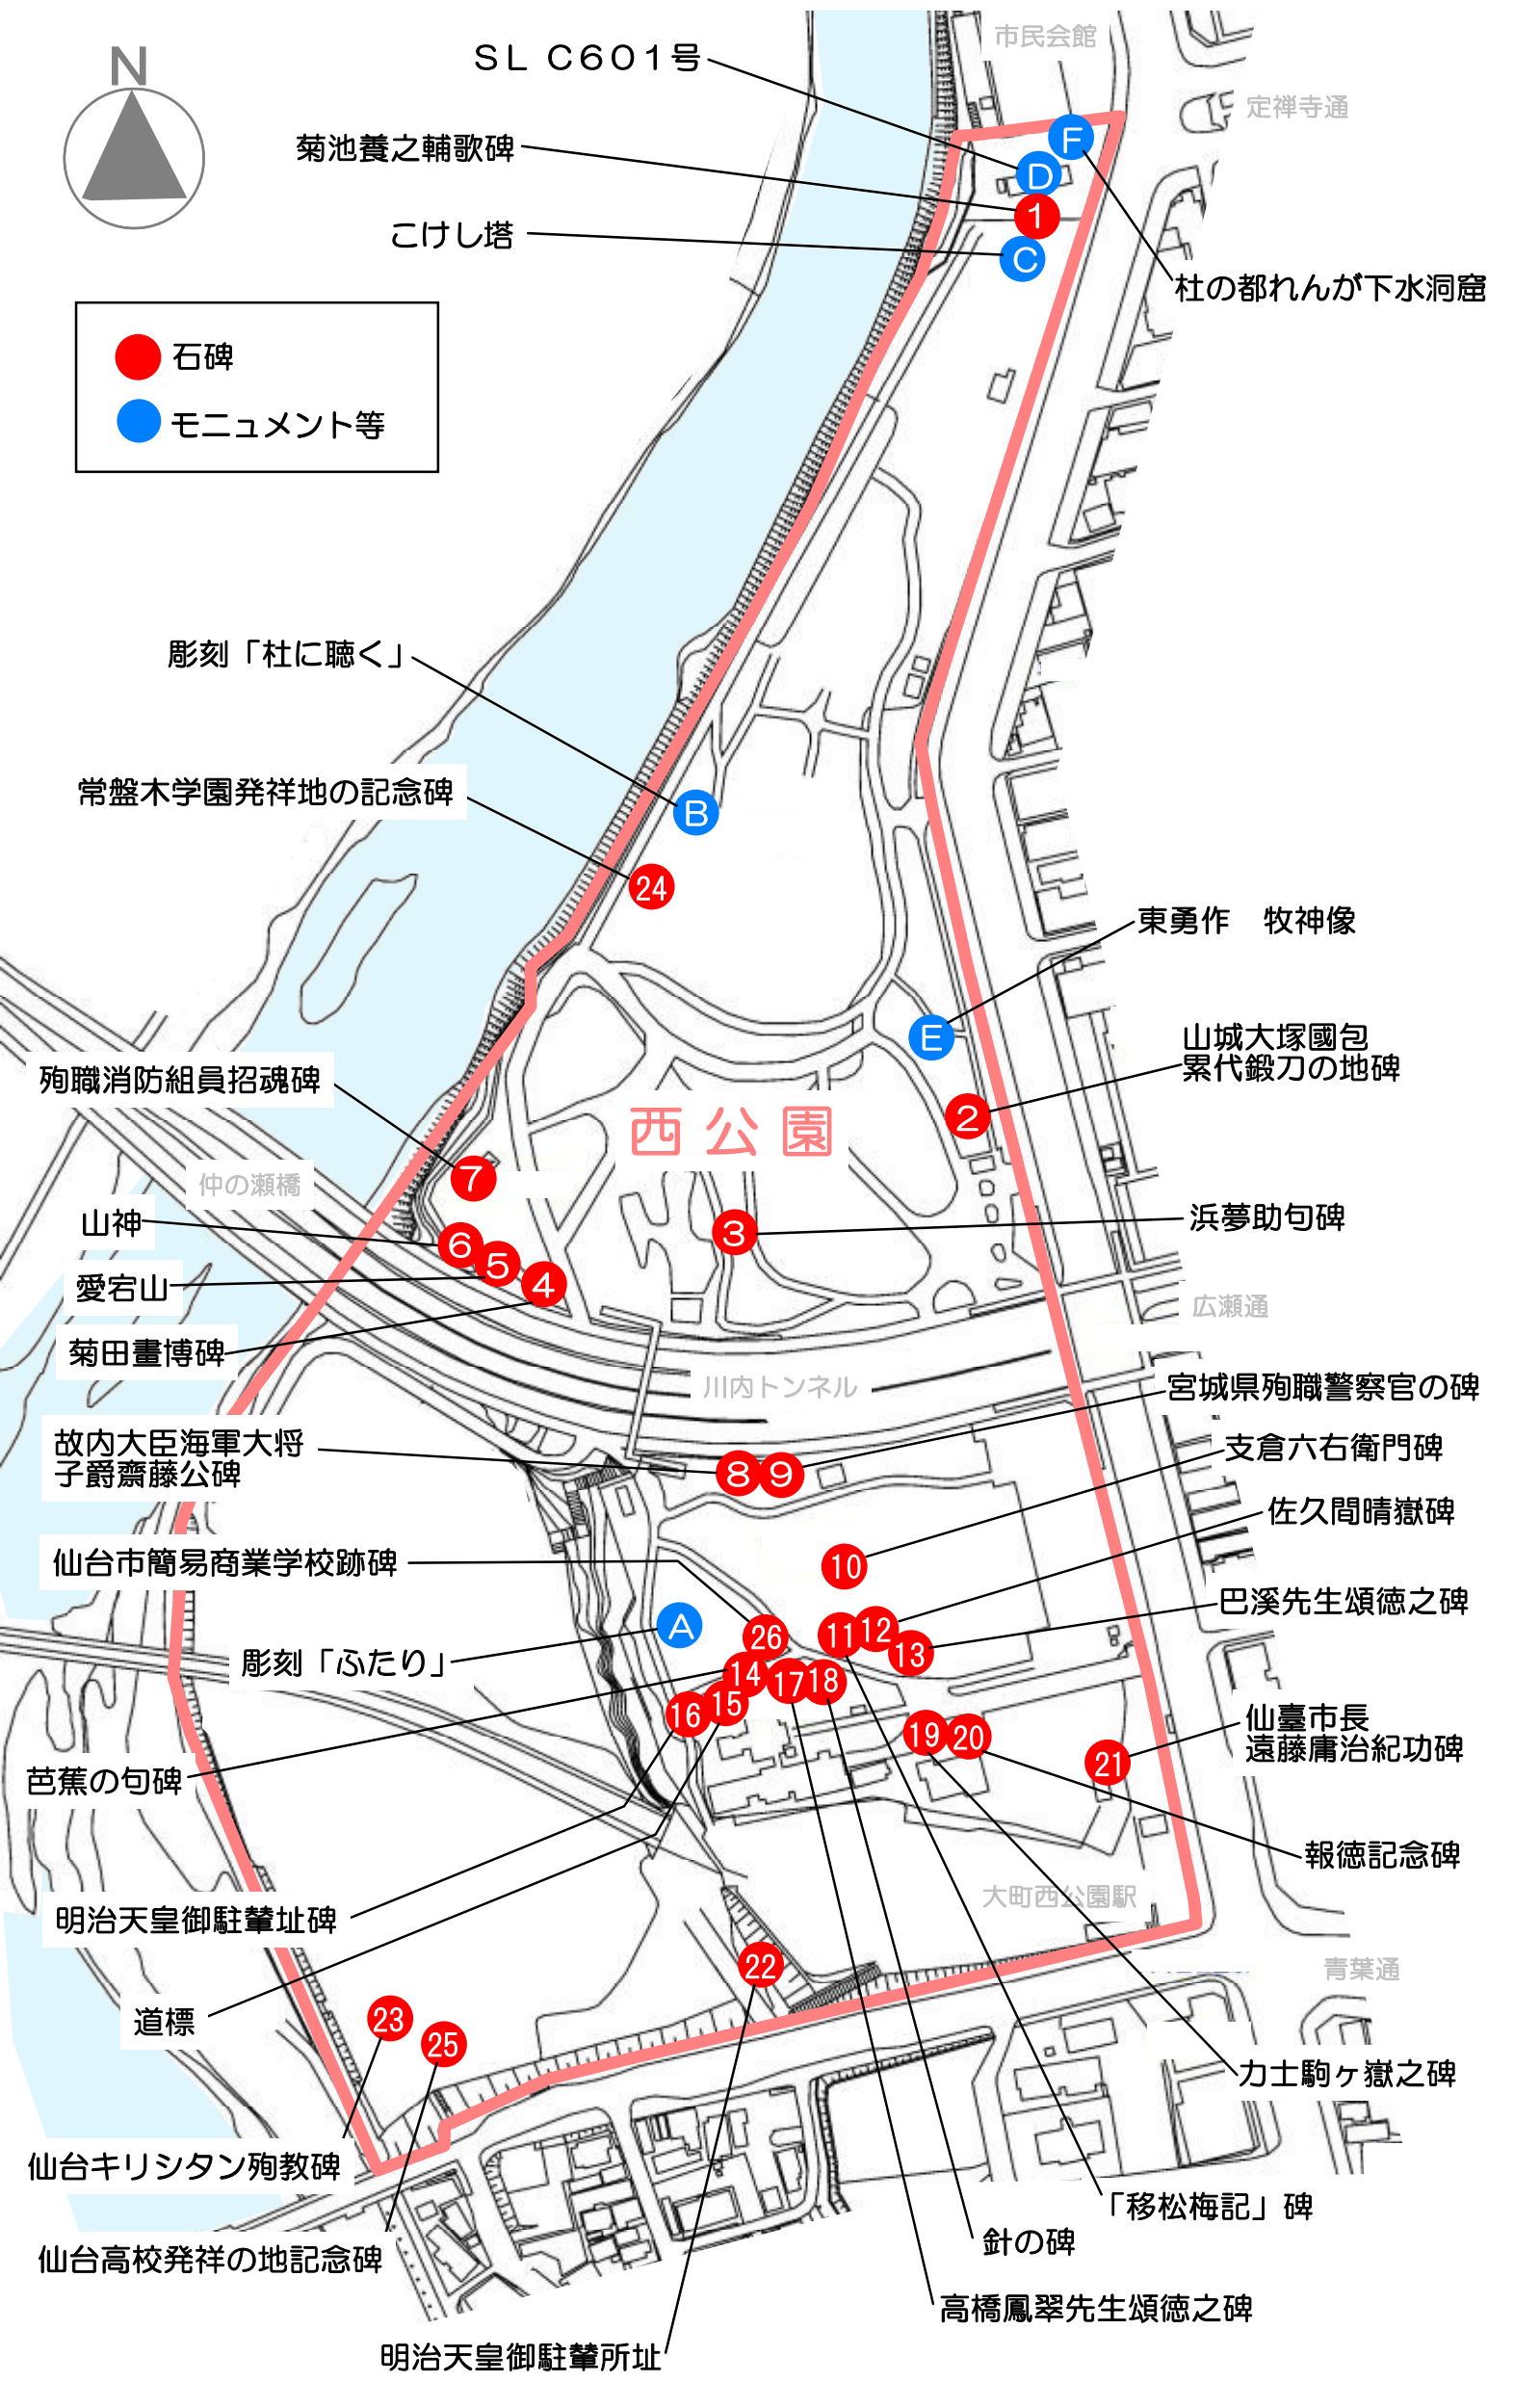 N
市民会館
ＳＬ Ｃ６０１号
定禅寺通
F
菊池養之輔歌碑
D
1
こけし塔
C
杜の都れんが下水洞窟
石碑
モニュメント等
彫刻「杜に聴く」
常盤木学園発祥地の記念碑
B
24
東勇作　牧神像
E
山城大塚國包
累代鍛刀の地碑
殉職消防組員招魂碑
2
西公園
7
仲の瀬橋
山神
3
浜夢助句碑
6
5
愛宕山
4
広瀬通
菊田畫博碑
川内トンネル
宮城県殉職警察官の碑
故内大臣海軍大将
子爵齋藤公碑
支倉六右衛門碑
8
9
佐久間晴嶽碑
仙台市簡易商業学校跡碑
10
巴溪先生頌徳之碑
A
26
11
12
13
彫刻「ふたり」
14
17
18
15
16
仙臺市長
遠藤庸治紀功碑
19
20
21
芭蕉の句碑
報徳記念碑
大町西公園駅
明治天皇御駐輦址碑
22
青葉通
道標
23
25
力士駒ヶ嶽之碑
仙台キリシタン殉教碑
「移松梅記」碑
針の碑
仙台高校発祥の地記念碑
高橋鳳翠先生頌徳之碑
明治天皇御駐輦所址